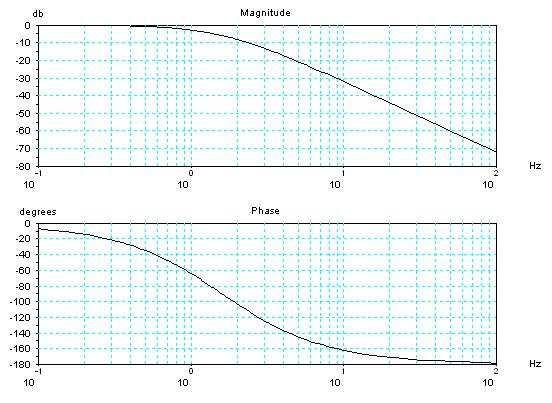 Magnitude
db
0
-10
-20
-30
-40
-50
-60
-70
-80
-1 0 1 2 Hz
10 10 10 10
degrees Phase
0
-20
-40
-60
-80
-100
-120
-140
-160
-180
-1 0 1 2 Hz
10 10 10 10